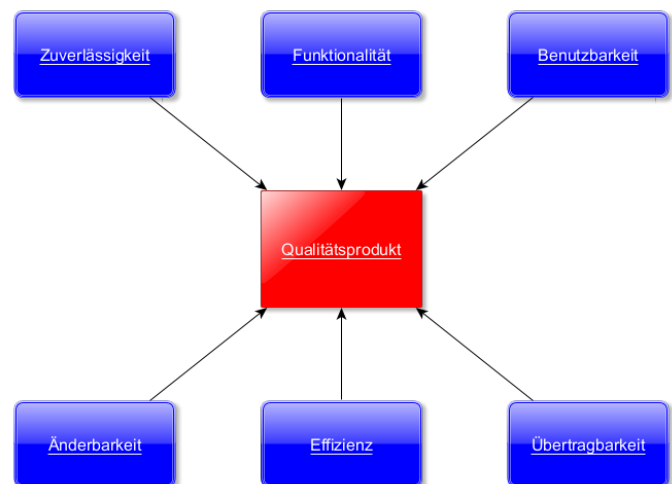 Zuverlässigkeit
Funktionalität
Benutzbarkeit
Qualitätsprodukt
Änderbarkeit
Effizienz
Übertragbarkeit